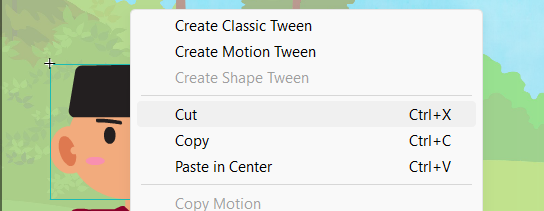 Create Classic Tween
Create Motion Tween
Create Shape Tween
Cut Ctrl+X
Copy Ctrl+C
Paste in Center Ctrl+V
Copy Motion